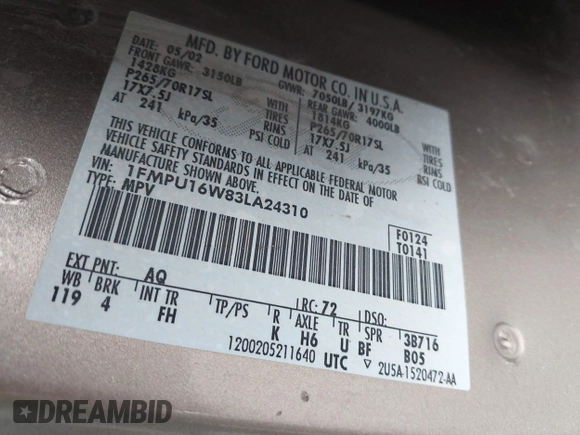 MFD. BY FORD MOTOR CO. IN U.S.A.
DATE: 05/02 GVWR: 7050LB/ 3197KG
FRONT GAWR: 3150LB REAR GAWR: 4000LB
1428KG 1814KG
P265/70R17SL TIRES P265/70R17SL TIRES
17X7.5J RIMS 17X7.5J RIMS
AT 241 kPa/35 PSI COLD AT 241 kPa/35 PSI COLD
THIS VEHICLE CONFORMS TO ALL APPLICABLE FEDERAL MOTOR
VEHICLE SAFETY STANDARDS IN EFFECT ON THE DATE OF
MANUFACTURE SHOWN ABOVE.
VIN: 1FMPU16W83LA24310
TYPE: MPV
F0124
T0141
EXT PNT: AQ RC: 72 DSO:
WB BRK INT TR TP/PS R AXLE TR SPR 3B716
119 4 FH K H6 U BF B05
1200205211640 UTC 2U5A-1520472-AA
DREAMBID